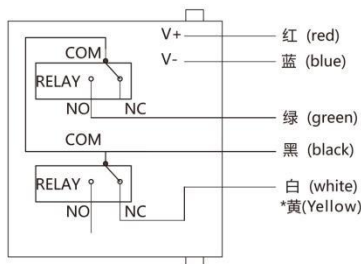 V+ 红 (red)
V- 蓝 (blue)
COM
RELAY
NO NC
绿 (green)
COM
黑 (black)
RELAY
白 (white)
NO NC
*黄(Yellow)